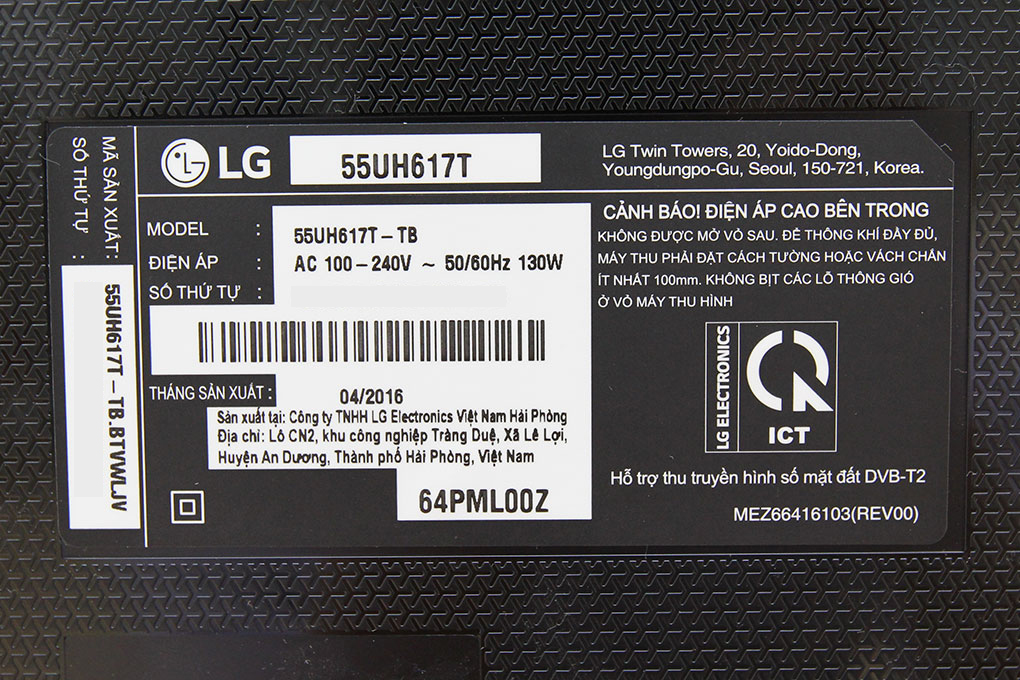 MÃ SẢN XUẤT:
SỐ THỨ TỰ :
55UH617T-TB.BTVWLJV
LG
55UH617T
LG Twin Towers, 20, Yoido-Dong,
Youngdungpo-Gu, Seoul, 150-721, Korea.
MODEL : 55UH617T-TB
ĐIỆN ÁP : AC 100-240V ~ 50/60Hz 130W
SỐ THỨ TỰ :
THÁNG SẢN XUẤT : 04/2016
Sản xuất tại: Công ty TNHH LG Electronics Việt Nam Hải Phòng
Địa chỉ: Lô CN2, khu công nghiệp Tràng Duệ, Xã Lê Lợi,
Huyện An Dương, Thành phố Hải Phòng, Việt Nam
64PML00Z
CẢNH BÁO! ĐIỆN ÁP CAO BÊN TRONG
KHÔNG ĐƯỢC MỞ VỎ SAU. ĐỂ THÔNG KHÍ ĐẦY ĐỦ,
MÁY THU PHẢI ĐẶT CÁCH TƯỜNG HOẶC VÁCH CHẮN
ÍT NHẤT 100mm. KHÔNG BỊT CÁC LỖ THÔNG GIÓ
Ở VỎ MÁY THU HÌNH
LG ELECTRONICS
ICT
Hỗ trợ thu truyền hình số mặt đất DVB-T2
MEZ66416103(REV00)